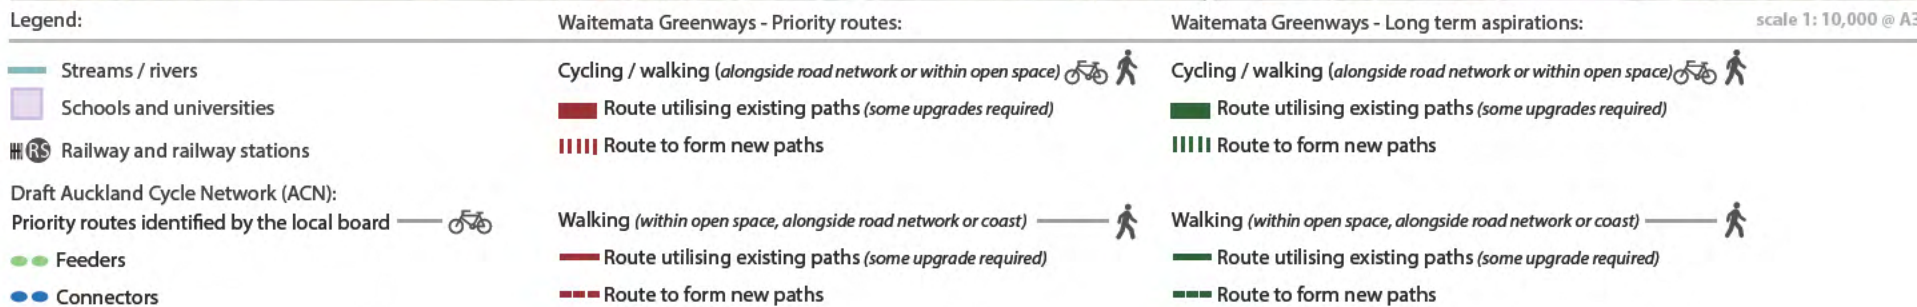 Legend:
Streams / rivers
Schools and universities
RS Railway and railway stations
Draft Auckland Cycle Network (ACN):
Priority routes identified by the local board
Feeders
Connectors
Waitemata Greenways - Priority routes:
Cycling / walking (alongside road network or within open space)
Route utilising existing paths (some upgrades required)
Route to form new paths
Walking (within open space, alongside road network or coast)
Route utilising existing paths (some upgrade required)
Route to form new paths
Waitemata Greenways - Long term aspirations:
Cycling / walking (alongside road network or within open space)
Route utilising existing paths (some upgrades required)
Route to form new paths
Walking (within open space, alongside road network or coast)
Route utilising existing paths (some upgrade required)
Route to form new paths
scale 1: 10,000 @ A3